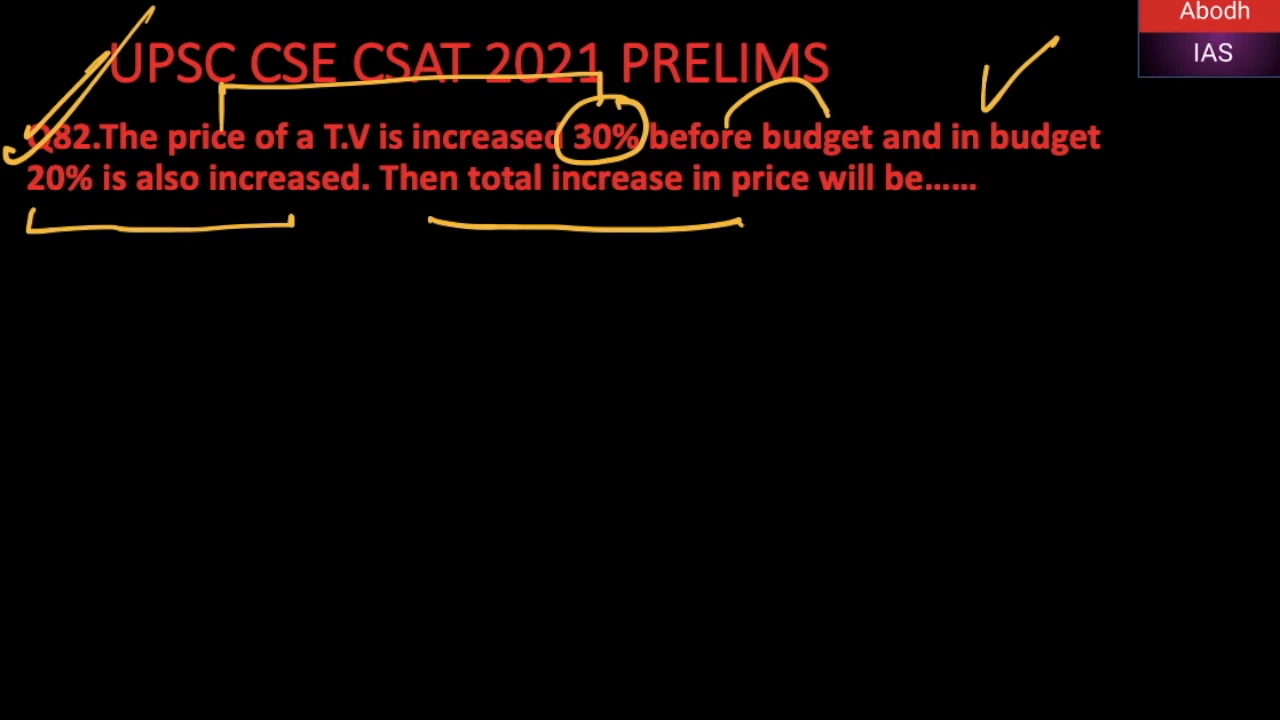 Abodh
IAS
UPSC CSE CSAT 2021 PRELIMS
Q82.The price of a T.V is increased 30% before budget and in budget
20% is also increased. Then total increase in price will be......